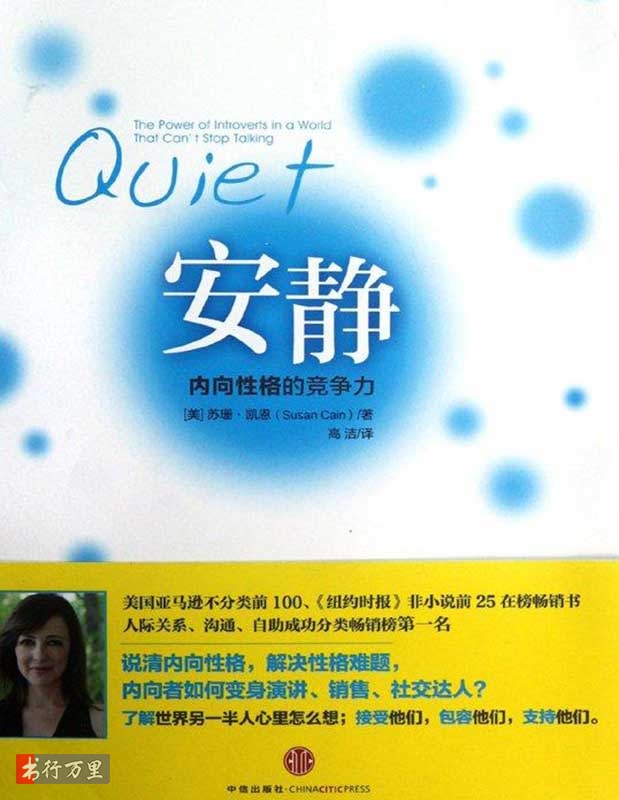 The Power of Introverts in a World
That Can't Stop Talking
Quiet
安静
内向性格的竞争力
[美] 苏珊·凯恩（Susan Cain）/著
高 洁/译
美国亚马逊不分类前 100、《纽约时报》非小说前 25 在榜畅销书
人际关系、沟通、自助成功分类畅销榜第一名
说清内向性格，解决性格难题，
内向者如何变身演讲、销售、社交达人？
了解世界另一半人心里怎么想；接受他们，包容他们，支持他们。
书行万里
中信出版社·CHINACITICPRESS